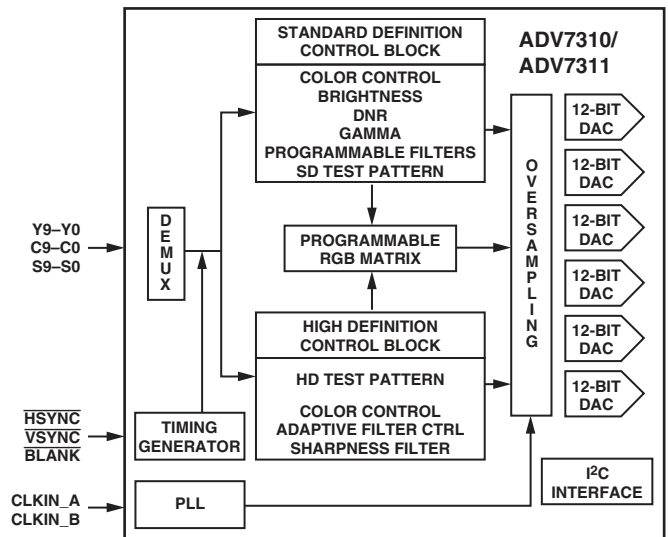 STANDARD DEFINITION
CONTROL BLOCK
COLOR CONTROL
BRIGHTNESS
DNR
GAMMA
PROGRAMMABLE FILTERS
SD TEST PATTERN
ADV7310/
ADV7311
Y9–Y0
C9–C0
S9–S0
DEMUX
PROGRAMMABLE
RGB MATRIX
OVERSAMPLING
12-BIT
DAC
12-BIT
DAC
12-BIT
DAC
12-BIT
DAC
12-BIT
DAC
12-BIT
DAC
HIGH DEFINITION
CONTROL BLOCK
HD TEST PATTERN
COLOR CONTROL
ADAPTIVE FILTER CTRL
SHARPNESS FILTER
HSYNC
VSYNC
BLANK
TIMING
GENERATOR
CLKIN_A
CLKIN_B
PLL
I2C
INTERFACE